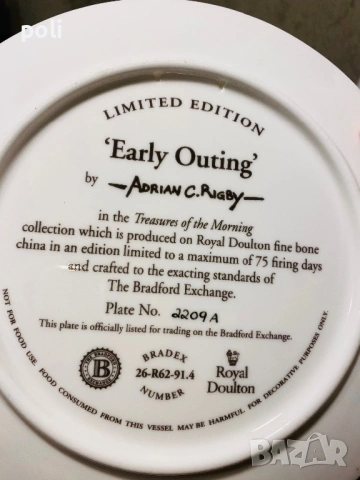 poli
LIMITED EDITION
‘Early Outing’
by ADRIAN C. RIGBY
in the Treasures of the Morning
collection which is produced on Royal Doulton fine bone
china in an edition limited to a maximum of 75 firing days
and crafted to the exacting standards of
The Bradford Exchange.
Plate No. 2209A
This plate is officially listed for trading on the Bradford Exchange.
B
BRADEX
26-R62-91.4
NUMBER
Royal
Doulton
NOT FOR FOOD USE. FOOD CONSUMED FROM THIS VESSEL MAY BE HARMFUL. FOR DECORATIVE PURPOSES ONLY.
BAZAR